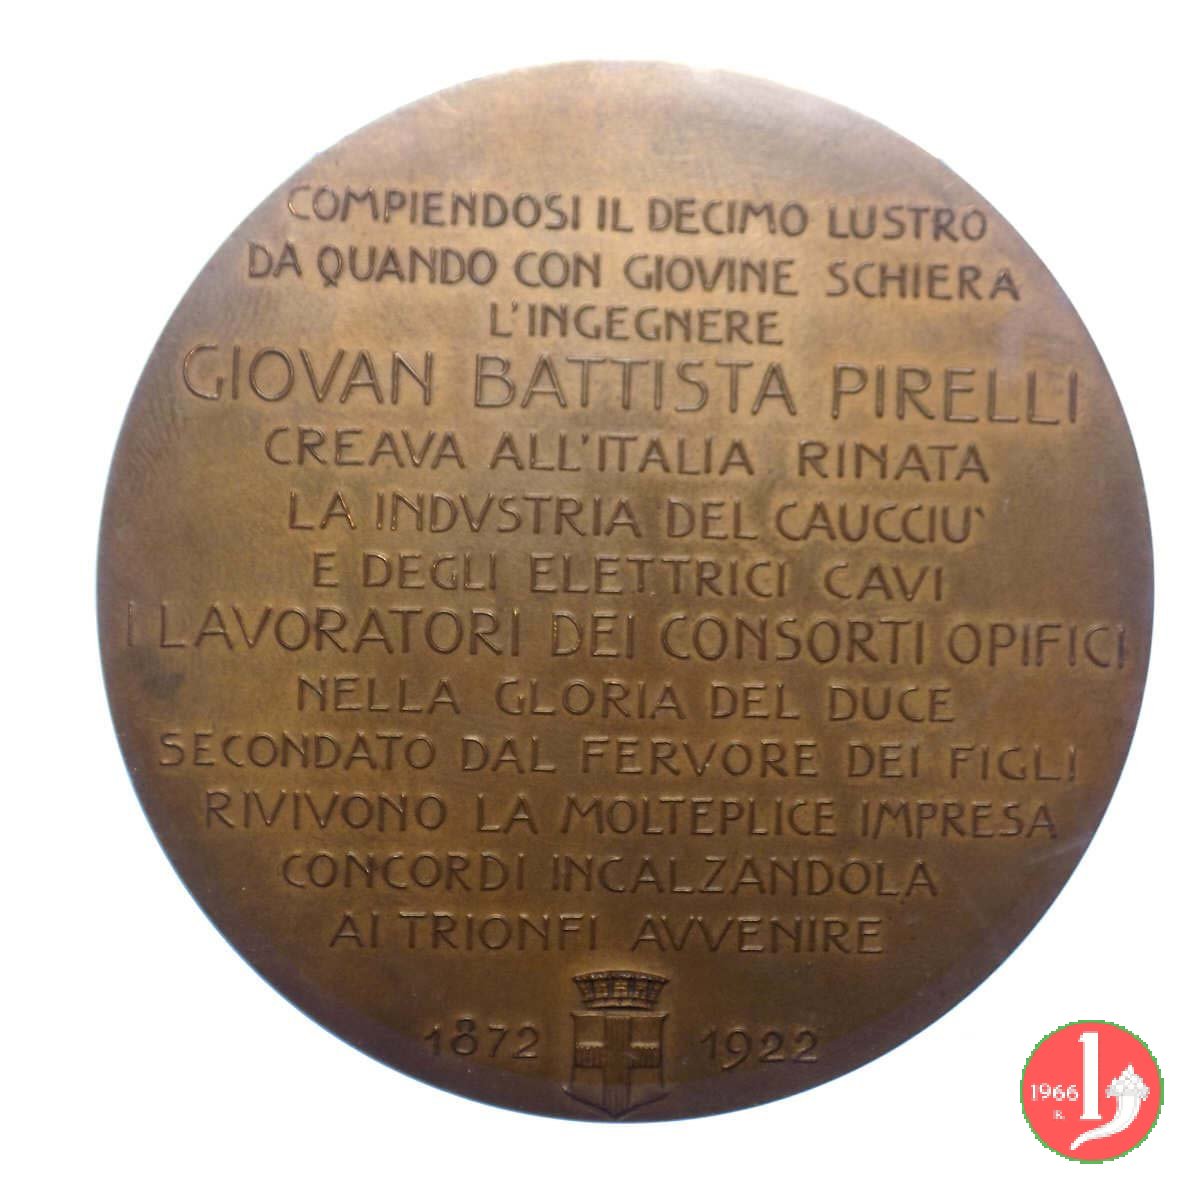 COMPIENDOSI IL DECIMO LUSTRO
DA QUANDO CON GIOVINE SCHIERA
L'INGEGNERE
GIOVAN BATTISTA PIRELLI
CREAVA ALL'ITALIA RINATA
LA INDVSTRIA DEL CAUCCIU'
E DEGLI ELETTRICI CAVI
I LAVORATORI DEI CONSORTI OPIFICI
NELLA GLORIA DEL DUCE
SECONDATO DAL FERVORE DEI FIGLI
RIVIVONO LA MOLTEPLICE IMPRESA
CONCORDI INCALZANDOLA
AI TRIONFI AVVENIRE
1872 1922
1966
R.
1